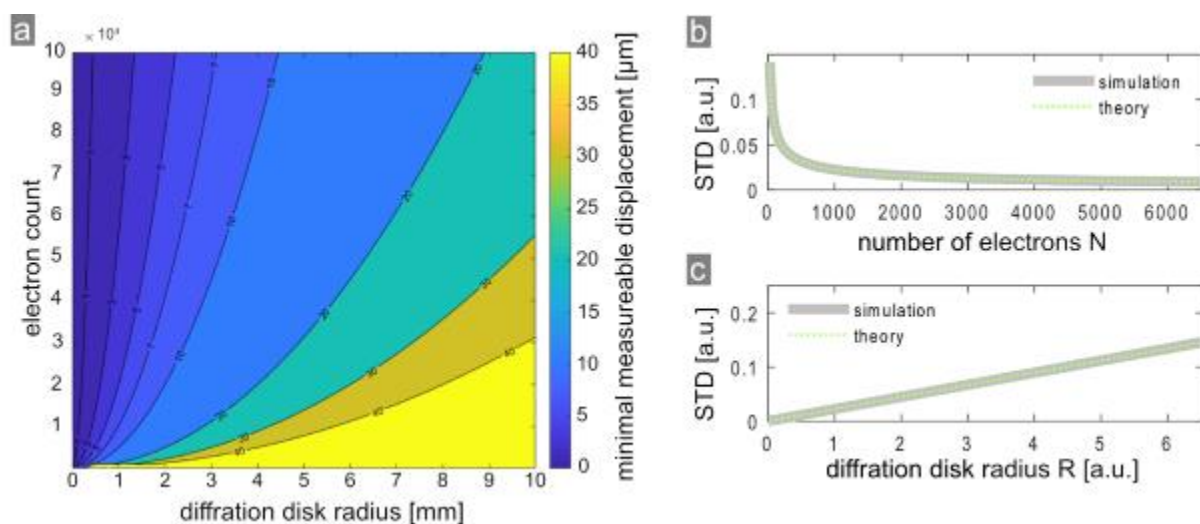 a
10
9
8
7
6
5
4
3
2
1
electron count
0 1 2 3 4 5 6 7 8 9 10
diffration disk radius [mm]
40
35
30
25
20
15
10
5
0
minimal measureable displacement [µm]
b
0.1
0.05
0
STD [a.u.]
simulation
theory
0 1000 2000 3000 4000 5000 6000
number of electrons N
c
0.2
0.1
0
STD [a.u.]
simulation
theory
0 1 2 3 4 5 6
diffration disk radius R [a.u.]